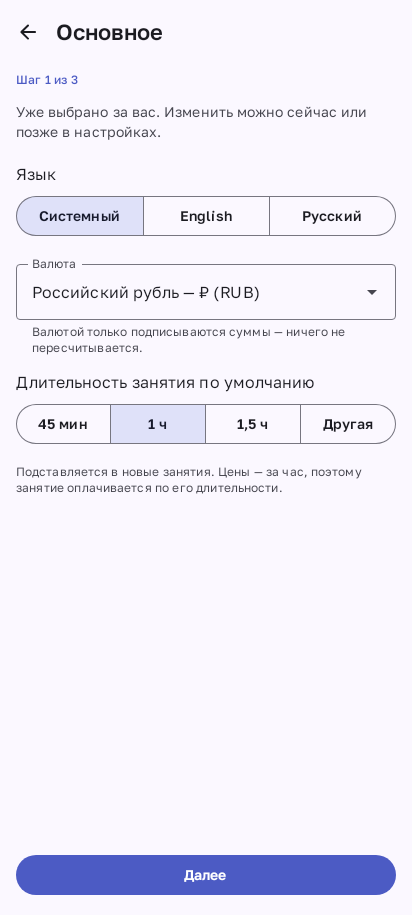 Основное
Шаг 1 из 3
Уже выбрано за вас. Изменить можно сейчас или
позже в настройках.
Язык
Системный English Русский
Валюта
Российский рубль — ₽ (RUB)
Валютой только подписываются суммы — ничего не
пересчитывается.
Длительность занятия по умолчанию
45 мин 1 ч 1,5 ч Другая
Подставляется в новые занятия. Цены — за час, поэтому
занятие оплачивается по его длительности.
Далее